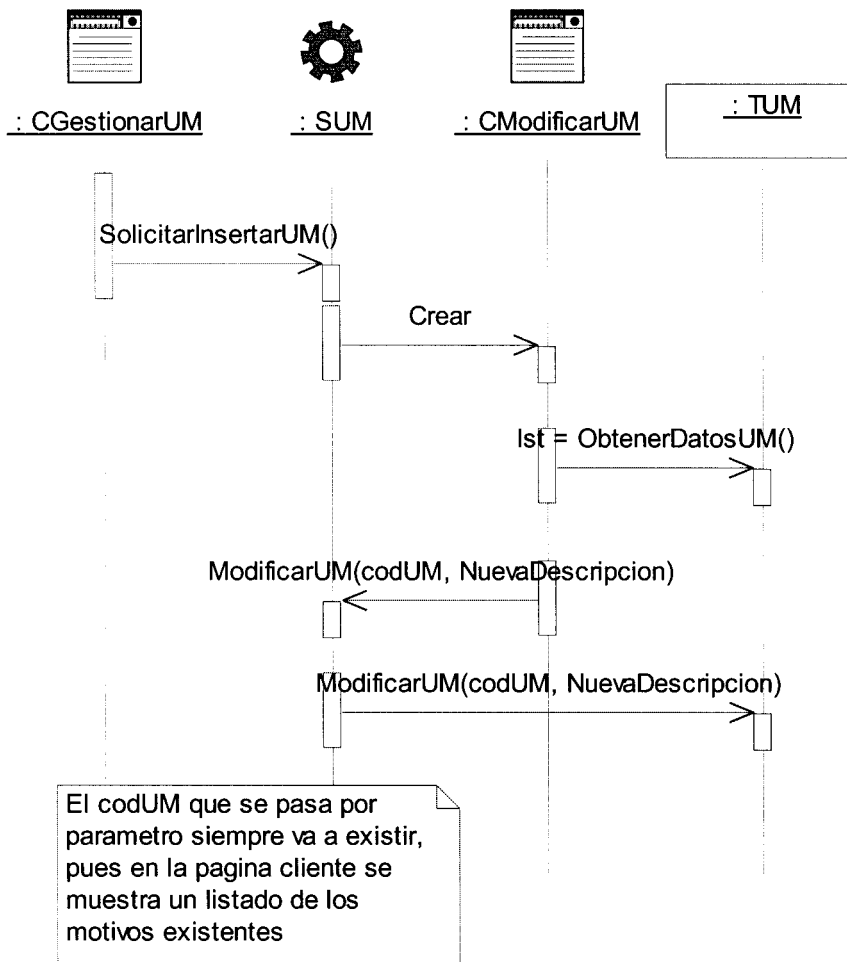 : CGestionarUM
: SUM
: CModificarUM
: TUM
SolicitarInsertarUM()
Crear
lst = ObtenerDatosUM()
ModificarUM(codUM, NuevaDescripcion)
ModificarUM(codUM, NuevaDescripcion)
El codUM que se pasa por
parametro siempre va a existir,
pues en la pagina cliente se
muestra un listado de los
motivos existentes